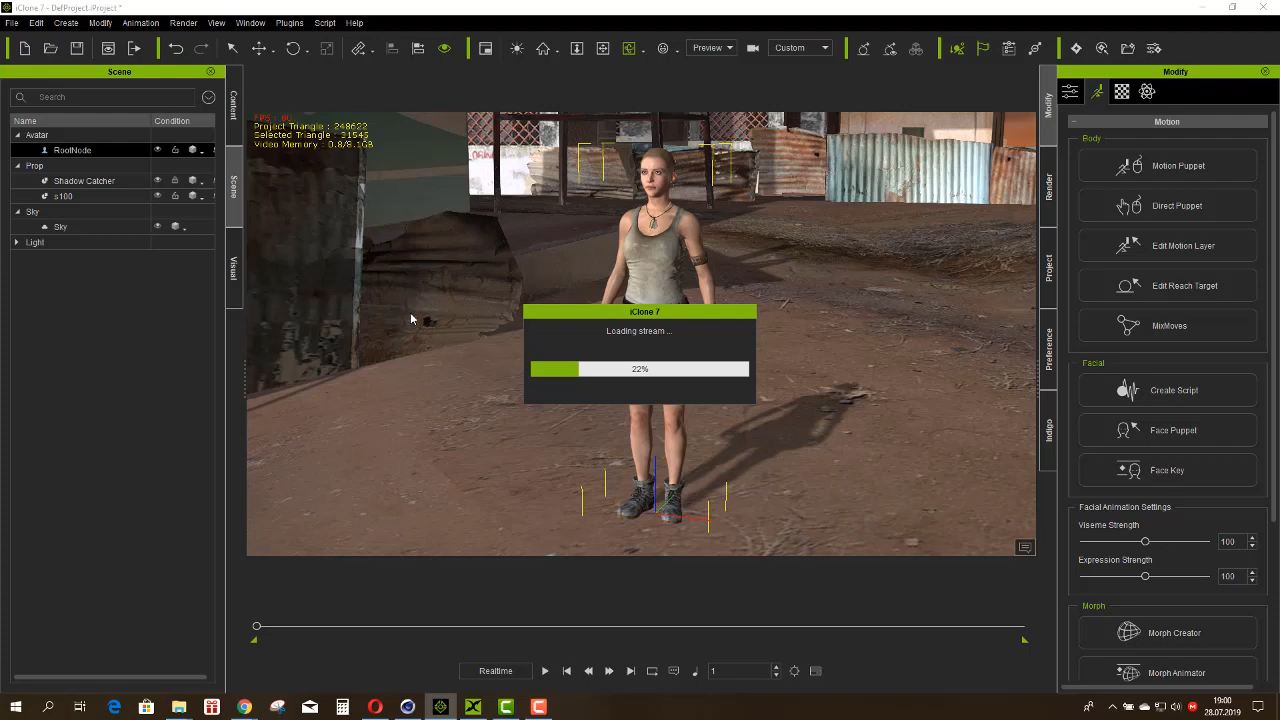 iClone 7 - DefProject.iProject *
File Edit Create Modify Animation Render View Window Plugins Script Help
Preview Custom
Scene
Search
Name Condition
Avatar
RootNode
Prop
Shadow Catcher
s100
Sky
Sky
Light
Content
Scene
Visual
Project Triangle : 248622
Selected Triangle : 31545
Video Memory : 0.8/8.1GB
iClone 7
Loading stream ...
22%
Modify
Render
Project
Preference
Indigo
Modify
Motion
Body
Motion Puppet
Direct Puppet
Edit Motion Layer
Edit Reach Target
MixMoves
Facial
Create Script
Face Puppet
Face Key
Facial Animation Settings
Viseme Strength
100
Expression Strength
100
Morph
Morph Creator
Morph Animator
Realtime
1
19:00
28.07.2019